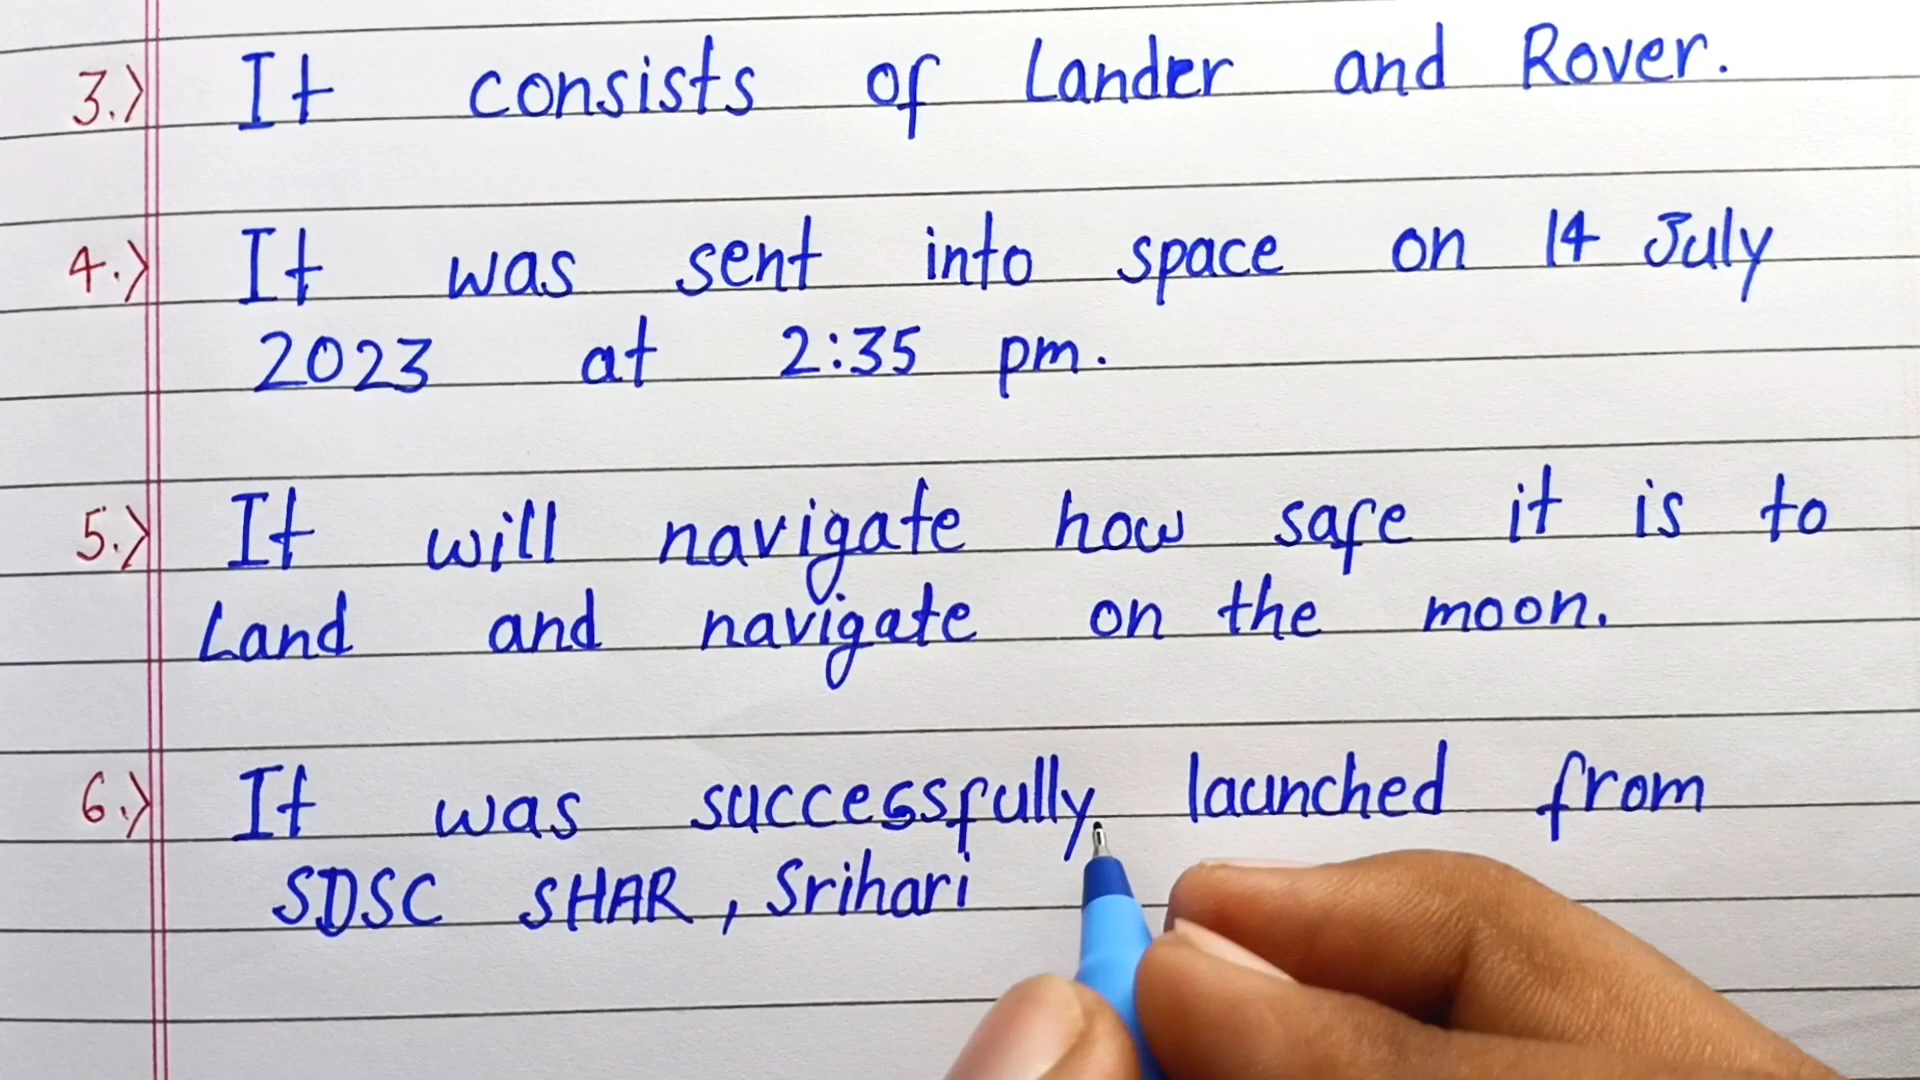 3.) It consists of Lander and Rover.
4.) It was sent into space on 14 July
2023 at 2:35 pm.
5.) It will navigate how safe it is to
Land and navigate on the moon.
6.) It was successfully launched from
SDSC SHAR, Srihari